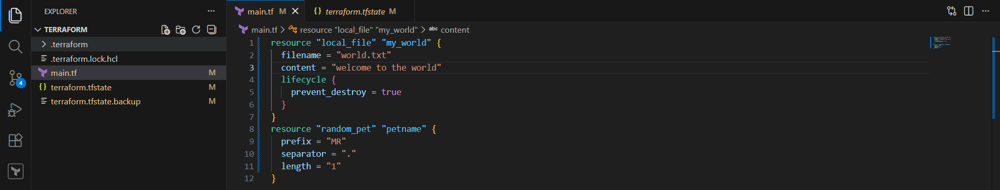 EXPLORER ···
TERRAFORM
.terraform
.terraform.lock.hcl
main.tf M
terraform.tfstate M
terraform.tfstate.backup M
4
main.tf M
{} terraform.tfstate M
main.tf > resource "local_file" "my_world" > abc content
1 resource "local_file" "my_world" {
2 filename = "world.txt"
3 content = "welcome to the world"
4 lifecycle {
5 prevent_destroy = true
6 }
7 }
8 resource "random_pet" "petname" {
9 prefix = "MR"
10 separator = "."
11 length = "1"
12 }